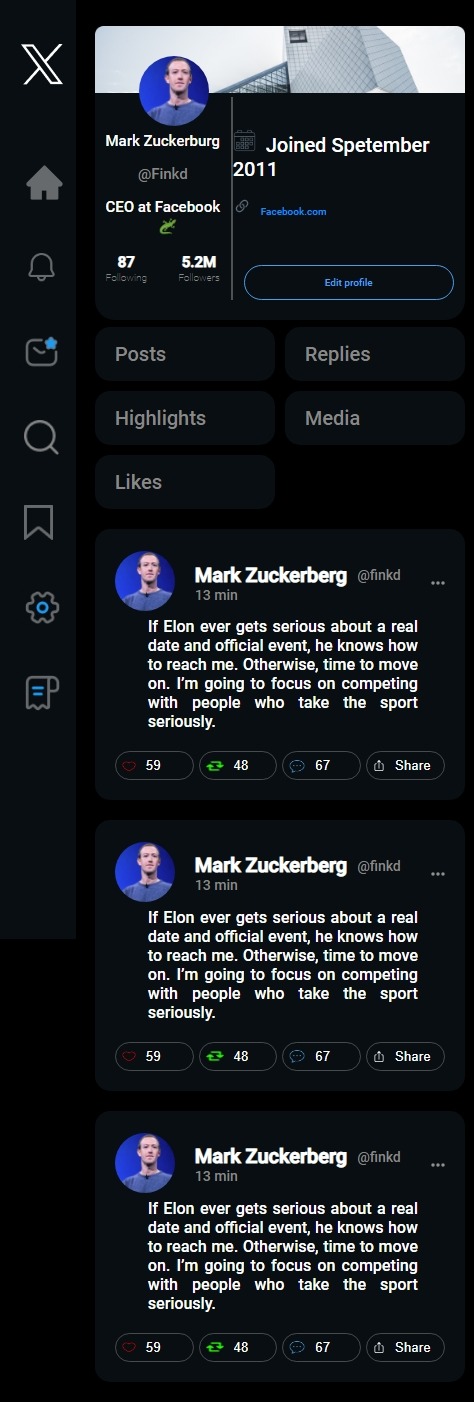 Mark Zuckerburg
@Finkd
CEO at Facebook
87
Following
5.2M
Followers
Joined Spetember
2011
Facebook.com
Edit profile
Posts
Replies
Highlights
Media
Likes
Mark Zuckerberg @finkd
13 min
If Elon ever gets serious about a real
date and official event, he knows how
to reach me. Otherwise, time to move
on. I'm going to focus on competing
with people who take the sport
seriously.
59 48 67 Share
Mark Zuckerberg @finkd
13 min
If Elon ever gets serious about a real
date and official event, he knows how
to reach me. Otherwise, time to move
on. I'm going to focus on competing
with people who take the sport
seriously.
59 48 67 Share
Mark Zuckerberg @finkd
13 min
If Elon ever gets serious about a real
date and official event, he knows how
to reach me. Otherwise, time to move
on. I'm going to focus on competing
with people who take the sport
seriously.
59 48 67 Share